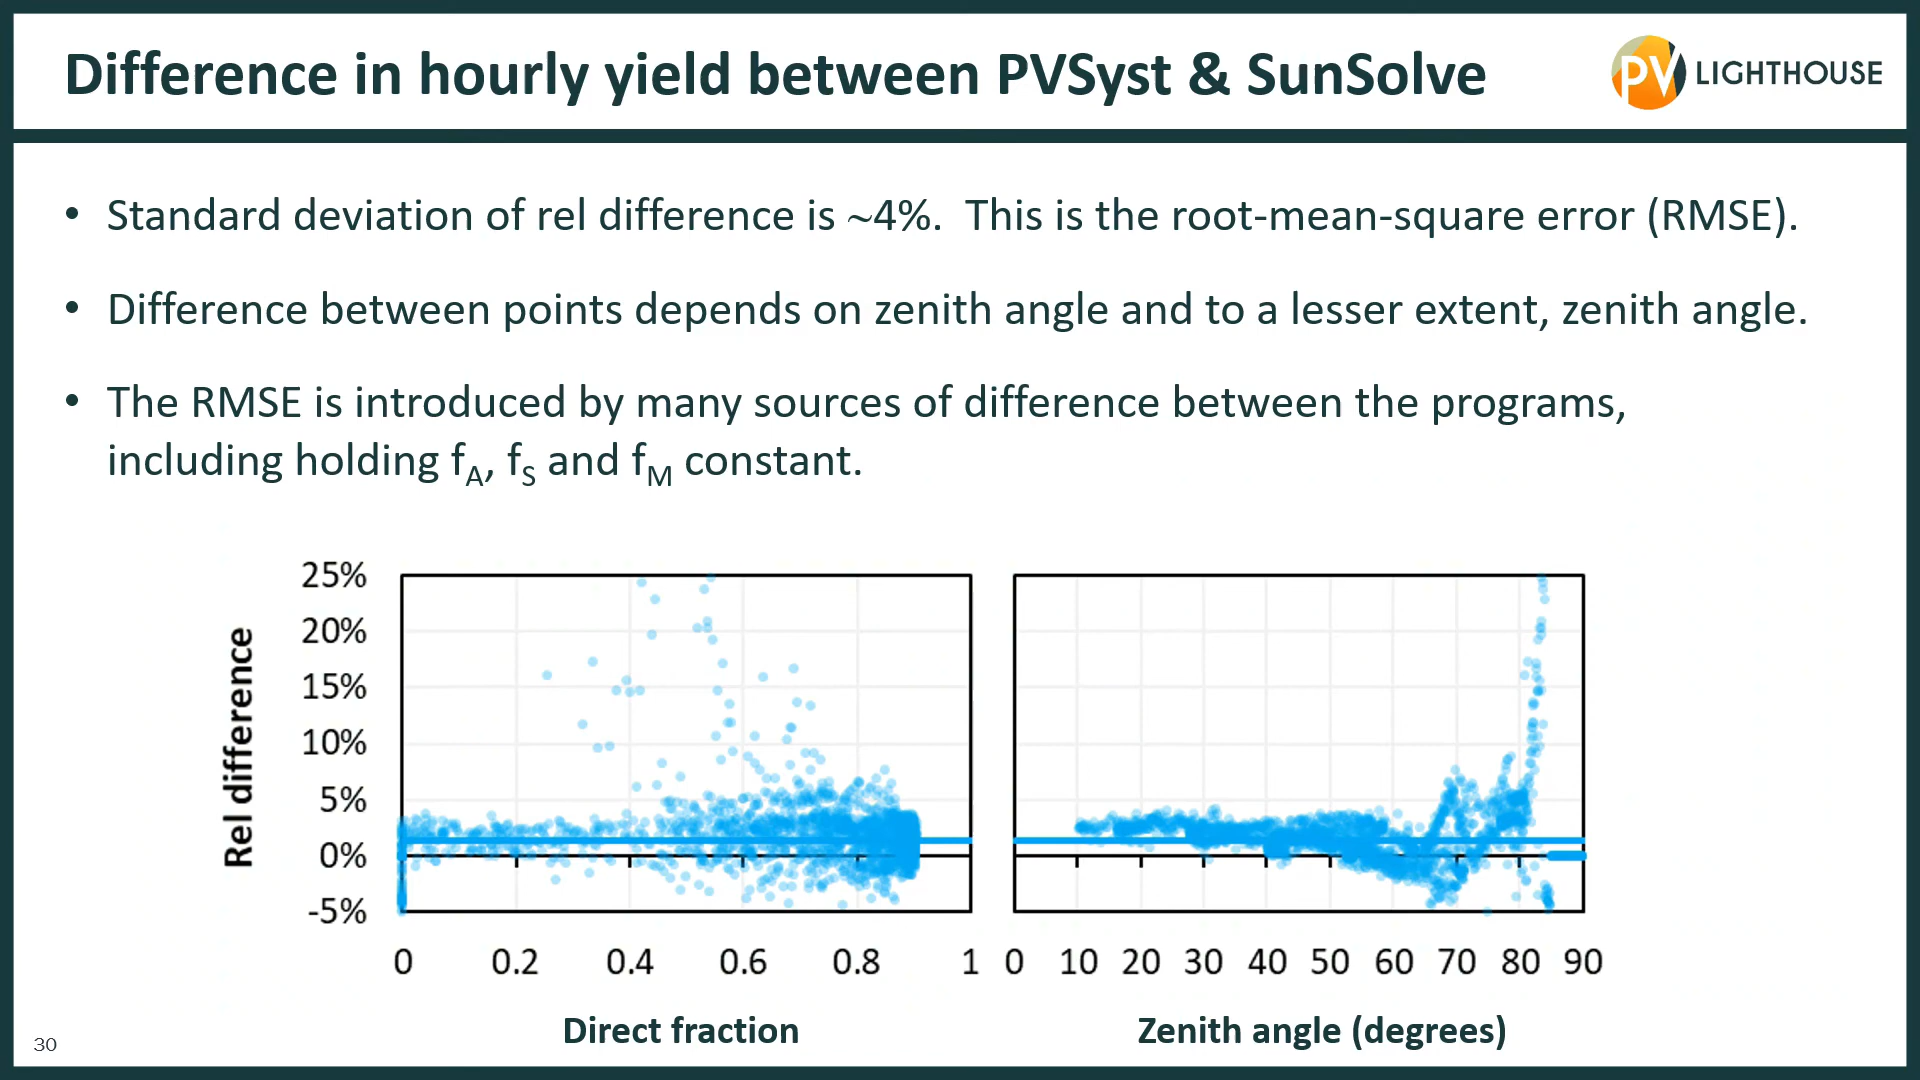 Difference in hourly yield between PVSyst & SunSolve
PV LIGHTHOUSE
• Standard deviation of rel difference is ~4%. This is the root-mean-square error (RMSE).
• Difference between points depends on zenith angle and to a lesser extent, zenith angle.
• The RMSE is introduced by many sources of difference between the programs,
including holding fA, fS and fM constant.
Rel difference
25%
20%
15%
10%
5%
0%
-5%
0 0.2 0.4 0.6 0.8 1
0 10 20 30 40 50 60 70 80 90
Direct fraction
Zenith angle (degrees)
30